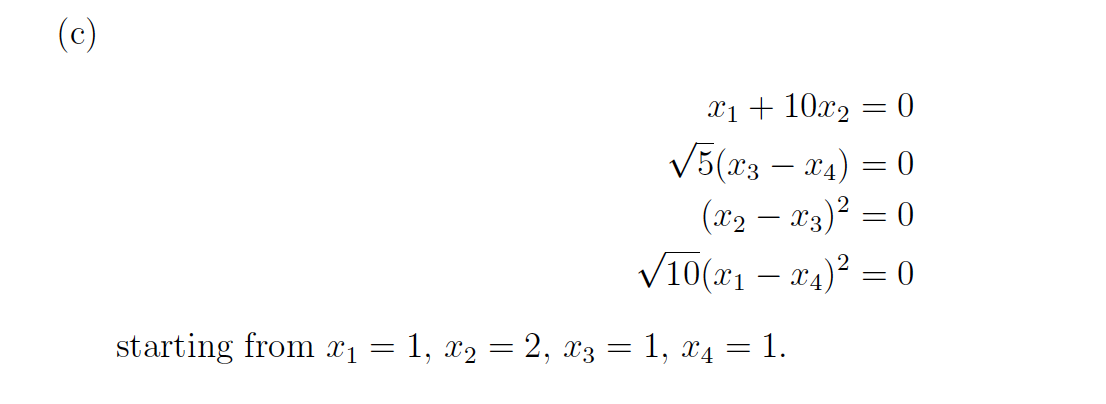 (c)
x₁ + 10x₂ = 0
√5(x₃ − x₄) = 0
(x₂ − x₃)² = 0
√10(x₁ − x₄)² = 0
starting from x₁ = 1, x₂ = 2, x₃ = 1, x₄ = 1.